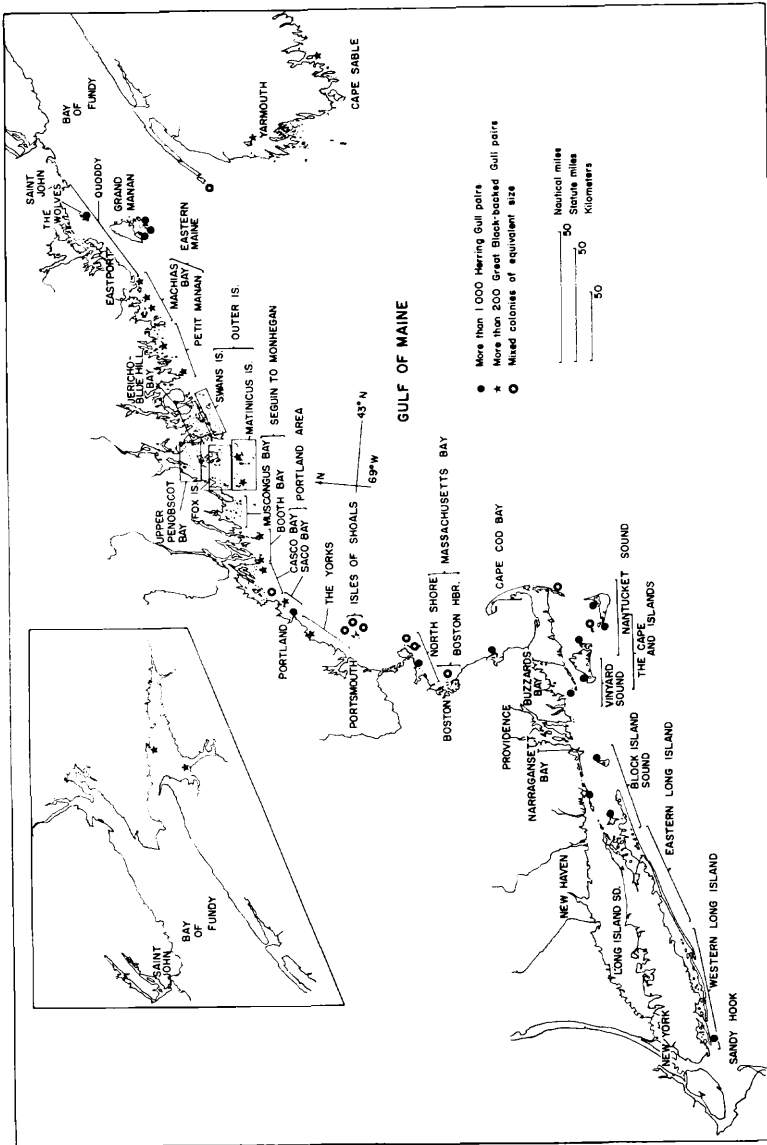 SAINT
JOHN
BAY
OF
FUNDY
BAY
OF
FUNDY
SAINT
JOHN
THE
WOLVES
QUODDY
GRAND
MANAN
EASTPORT
MACHIAS
BAY
EASTERN
MAINE
PETIT MANAN
YARMOUTH
CAPE SABLE
JERICHO-
BLUE HILL
BAY
SWANS IS.
OUTER IS.
UPPER
PENOBSCOT
BAY
FOX IS.
MATINICUS IS.
SEGUIN TO MONHEGAN
MUSCONGUS BAY
BOOTH BAY
CASCO BAY
SACO BAY
PORTLAND AREA
PORTLAND
THE YORKS
ISLES OF SHOALS
PORTSMOUTH
N
43° N
69° W
GULF OF MAINE
NORTH SHORE
BOSTON HBR.
MASSACHUSETTS BAY
BOSTON
CAPE COD BAY
PROVIDENCE
NARRAGANSETT
BAY
BUZZARDS
BAY
VINYARD
SOUND
NANTUCKET SOUND
THE CAPE
AND ISLANDS
BLOCK ISLAND
SOUND
NEW HAVEN
LONG ISLAND SD.
EASTERN LONG ISLAND
WESTERN LONG ISLAND
NEW YORK
SANDY HOOK
More than 1000 Herring Gull pairs
More than 200 Great Black-backed Gull pairs
Mixed colonies of equivalent size
50 Nautical miles
50 Statute miles
50 Kilometers